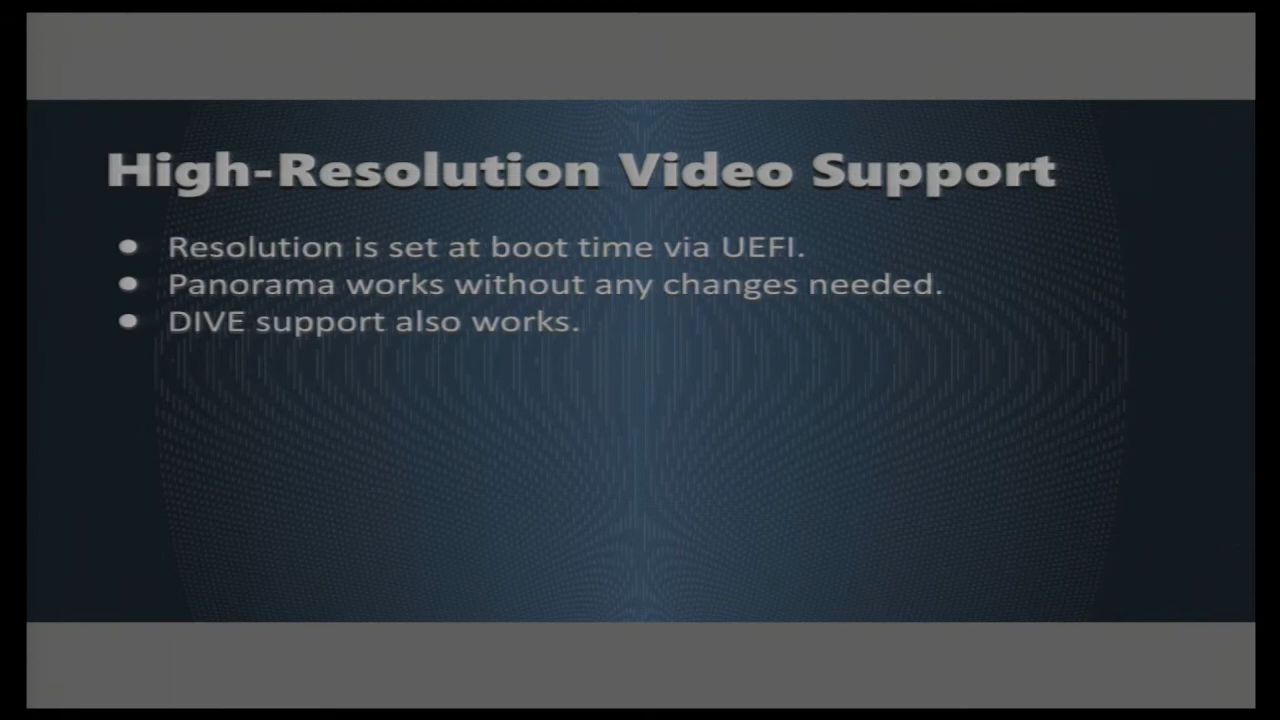 High-Resolution Video Support
Resolution is set at boot time via UEFI.
Panorama works without any changes needed.
DIVE support also works.